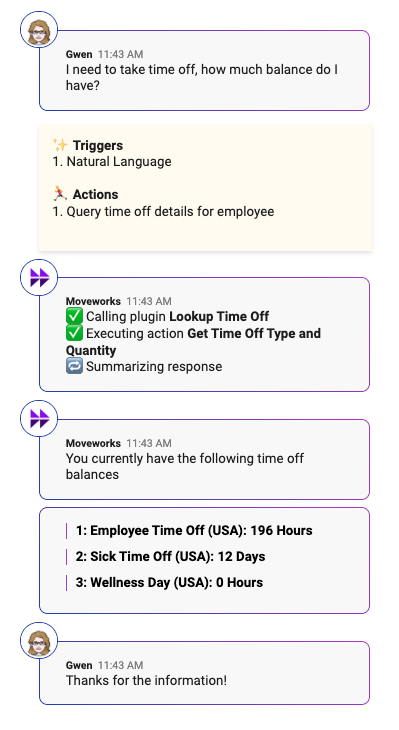 Gwen 11:43 AM
I need to take time off, how much balance do I
have?
✨ Triggers
1. Natural Language
🏃 Actions
1. Query time off details for employee
Moveworks 11:43 AM
✅ Calling plugin Lookup Time Off
✅ Executing action Get Time Off Type and
Quantity
🔁 Summarizing response
Moveworks 11:43 AM
You currently have the following time off
balances
1: Employee Time Off (USA): 196 Hours
2: Sick Time Off (USA): 12 Days
3: Wellness Day (USA): 0 Hours
Gwen 11:43 AM
Thanks for the information!